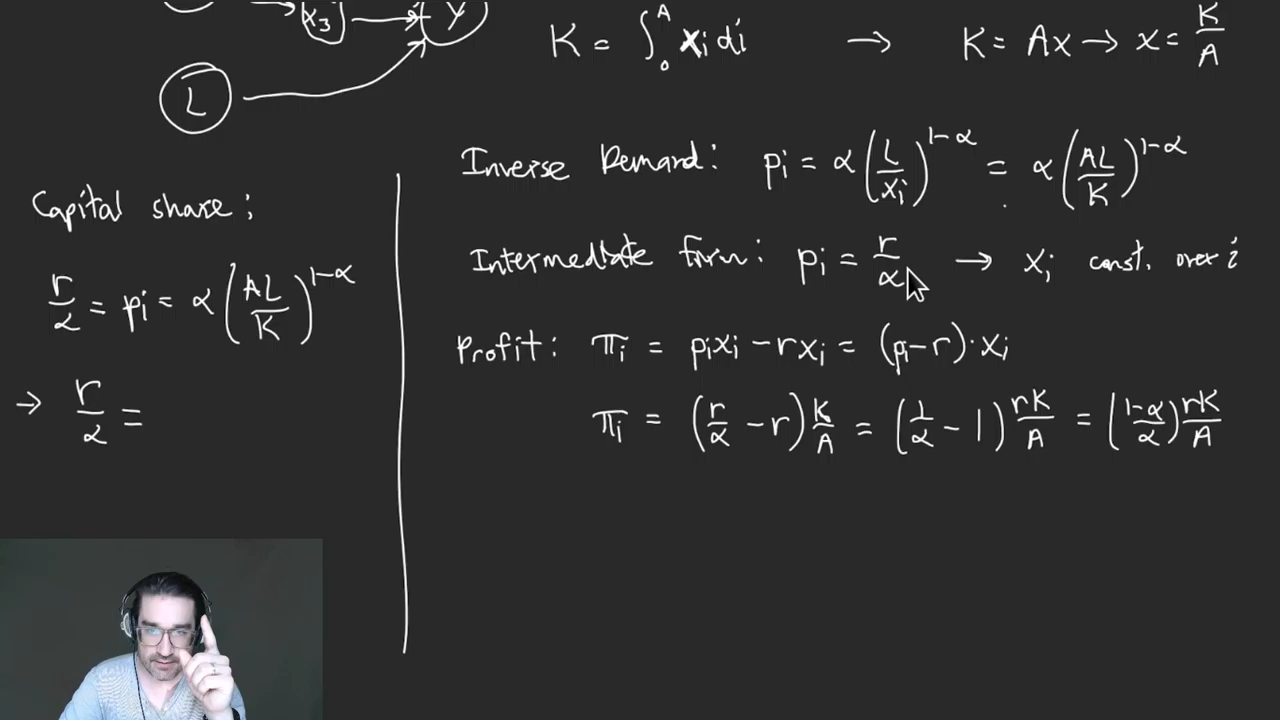 x₃ → Y
K = ∫₀ᴬ xᵢ di → K = Ax → x = K/A
L
Inverse Demand: pᵢ = α(L/xᵢ)^(1-α) = α(AL/K)^(1-α)
Capital share:
Intermediate firm: pᵢ = r/α → xᵢ const. over i
r/α = pᵢ = α(AL/K)^(1-α)
Profit: πᵢ = pᵢxᵢ - rxᵢ = (pᵢ-r)·xᵢ
→ r/α =
πᵢ = (r/α - r) K/A = (1/α - 1) rK/A = ((1-α)/α) rK/A